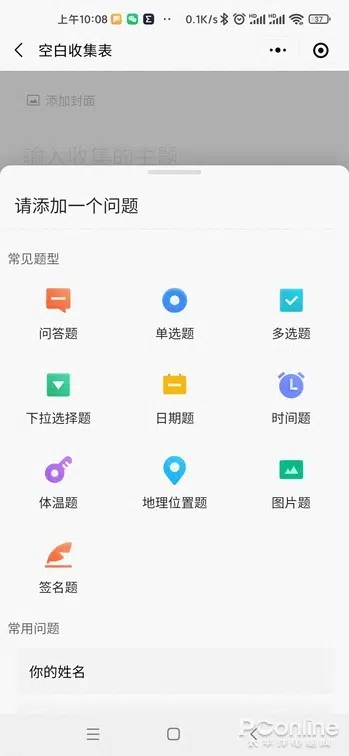 上午10:08
0.1K/s
37
空白收集表
添加封面
输入收集的主题
请添加一个问题
常见题型
问答题
单选题
多选题
下拉选择题
日期题
时间题
体温题
地理位置题
图片题
签名题
常用问题
你的姓名
PConline
太平洋电脑网